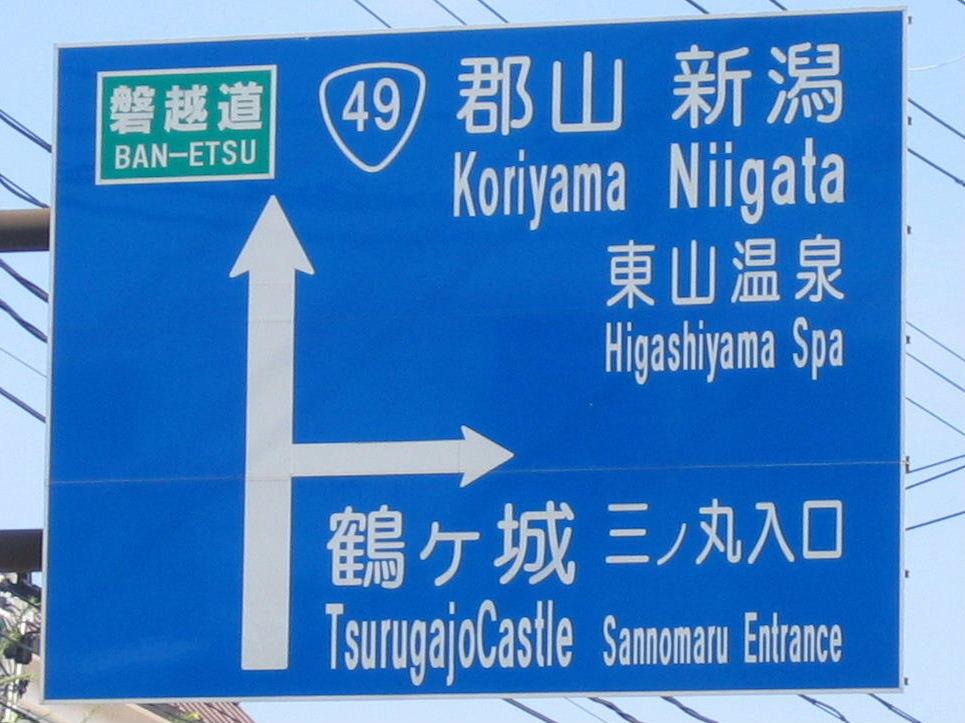 磐越道
BAN-ETSU
49
郡山 新潟
Koriyama Niigata
東山温泉
Higashiyama Spa
鶴ヶ城 三ノ丸入口
TsurugajoCastle Sannomaru Entrance